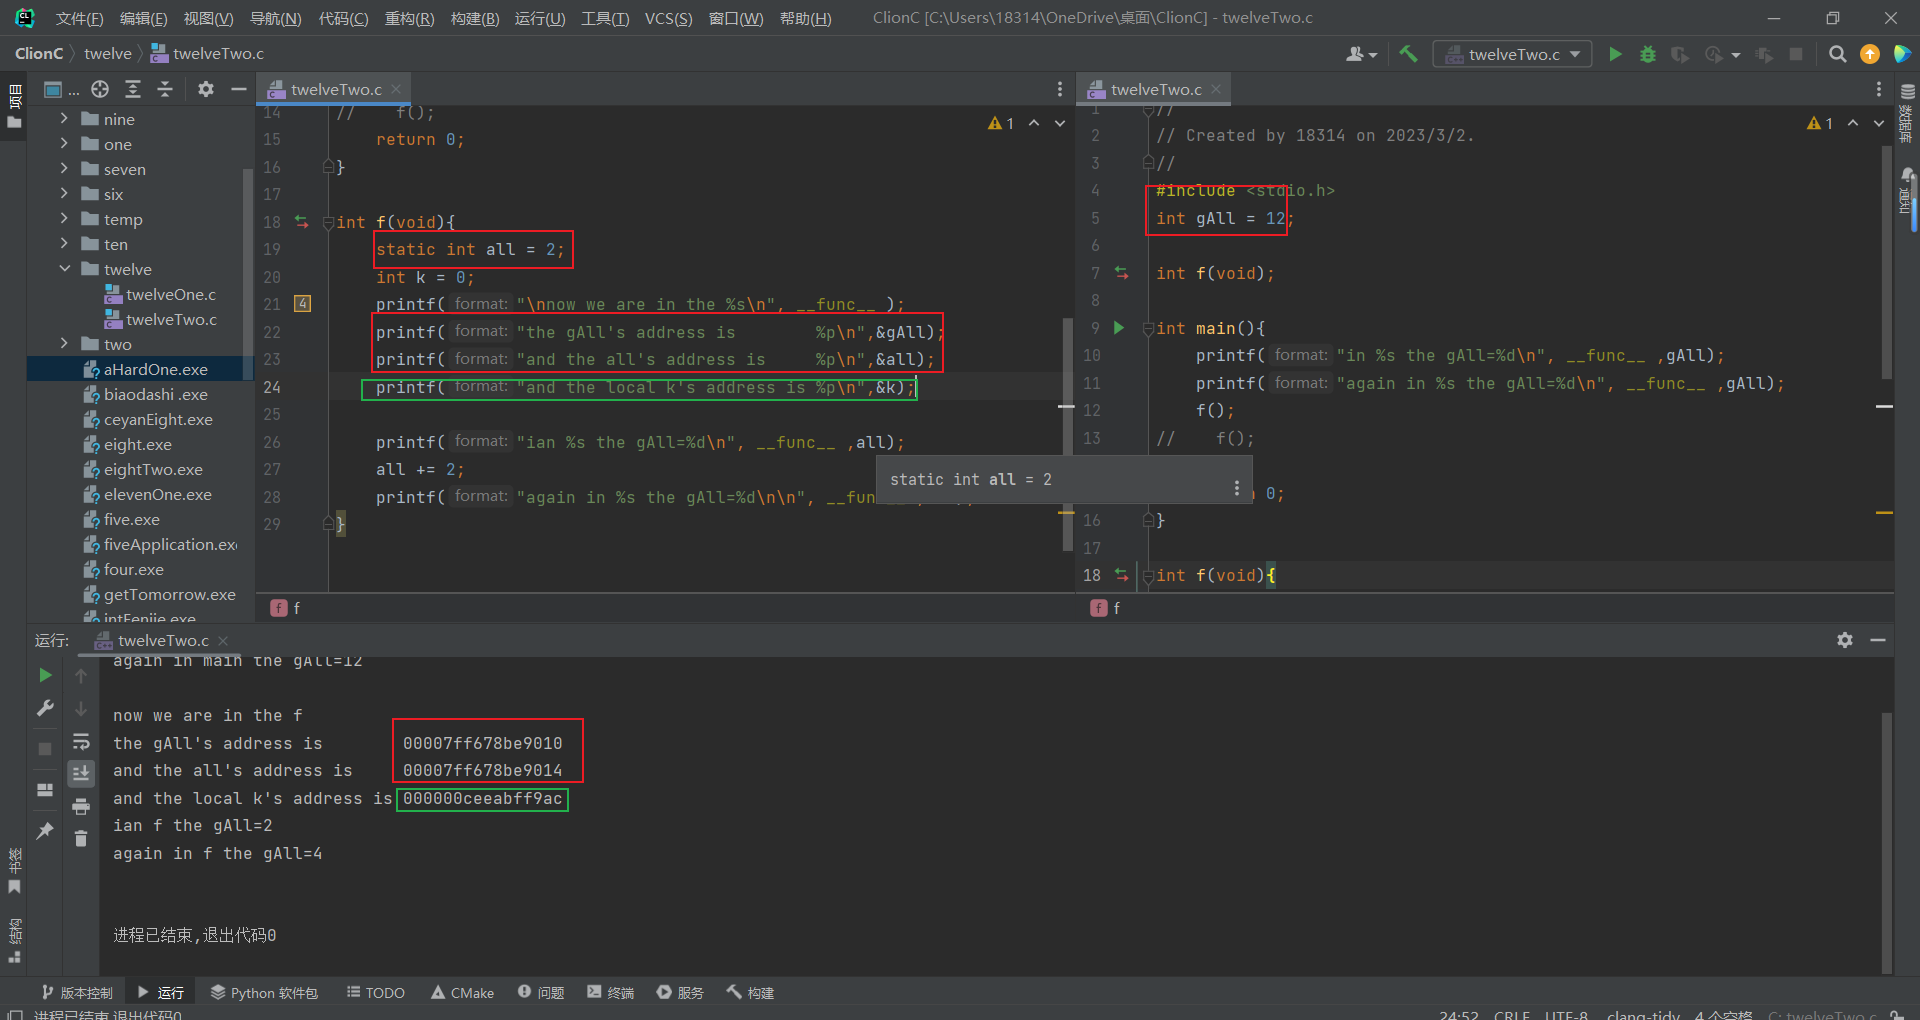 文件(F) 编辑(E) 视图(V) 导航(N) 代码(C) 重构(R) 构建(B) 运行(U) 工具(T) VCS(S) 窗口(W) 帮助(H) ClionC [C:\Users\18314\OneDrive\桌面\ClionC] - twelveTwo.c
ClionC twelve twelveTwo.c
twelveTwo.c
项目
...
nine
one
seven
six
temp
ten
twelve
twelveOne.c
twelveTwo.c
two
aHardOne.exe
biaodashi .exe
ceyanEight.exe
eight.exe
eightTwo.exe
elevenOne.exe
five.exe
fiveApplication.ex
four.exe
getTomorrow.exe
intFenjie.exe
twelveTwo.c
1
14 // f();
15 return 0;
16 }
17
18 int f(void){
19 static int all = 2;
20 int k = 0;
21 printf( format: "\nnow we are in the %s\n", __func__ );
22 printf( format: "the gAll's address is        %p\n",&gAll);
23 printf( format: "and the all's address is     %p\n",&all);
24 printf( format: "and the local k's address is %p\n",&k);
25
26 printf( format: "ian %s the gAll=%d\n", __func__ ,all);
27 all += 2;
28 printf( format: "again in %s the gAll=%d\n\n", __fun
29 }
static int all = 2
f f
twelveTwo.c
1
1 //
2 // Created by 18314 on 2023/3/2.
3 //
4 #include <stdio.h>
5 int gAll = 12;
6
7 int f(void);
8
9 int main(){
10 printf( format: "in %s the gAll=%d\n", __func__ ,gAll);
11 printf( format: "again in %s the gAll=%d\n", __func__ ,gAll);
12 f();
13 // f();
0;
16 }
17
18 int f(void){
f f
数据库
通知
运行: twelveTwo.c
again in main the gAll=12
now we are in the f
the gAll's address is        00007ff678be9010
and the all's address is     00007ff678be9014
and the local k's address is 000000ceeabff9ac
ian f the gAll=2
again in f the gAll=4
进程已结束,退出代码0
书签
结构
版本控制 运行 Python 软件包 TODO CMake 问题 终端 服务 构建
进程已结束,退出代码0 24:52 CRLF UTF-8 clang-tidy 4 个空格 C: twelveTwo.c